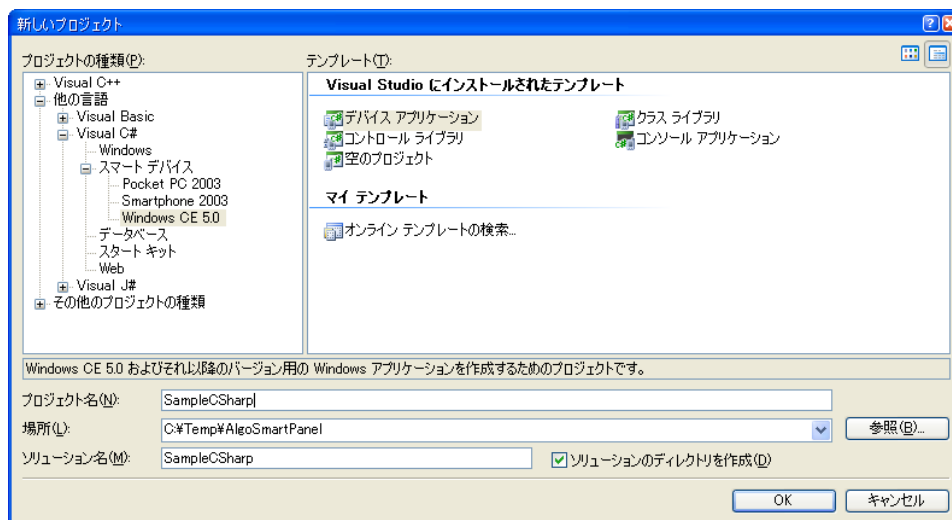 新しいプロジェクト
プロジェクトの種類(P):
Visual C++
他の言語
Visual Basic
Visual C#
Windows
スマート デバイス
Pocket PC 2003
Smartphone 2003
Windows CE 5.0
データベース
スタート キット
Web
Visual J#
その他のプロジェクトの種類
テンプレート(T):
Visual Studio にインストールされたテンプレート
デバイス アプリケーション
クラス ライブラリ
コントロール ライブラリ
コンソール アプリケーション
空のプロジェクト
マイ テンプレート
オンライン テンプレートの検索...
Windows CE 5.0 およびそれ以降のバージョン用の Windows アプリケーションを作成するためのプロジェクトです。
プロジェクト名(N):
SampleCSharp
場所(L):
C:¥Temp¥AlgoSmartPanel
参照(B)...
ソリューション名(M):
SampleCSharp
ソリューションのディレクトリを作成(D)
OK
キャンセル